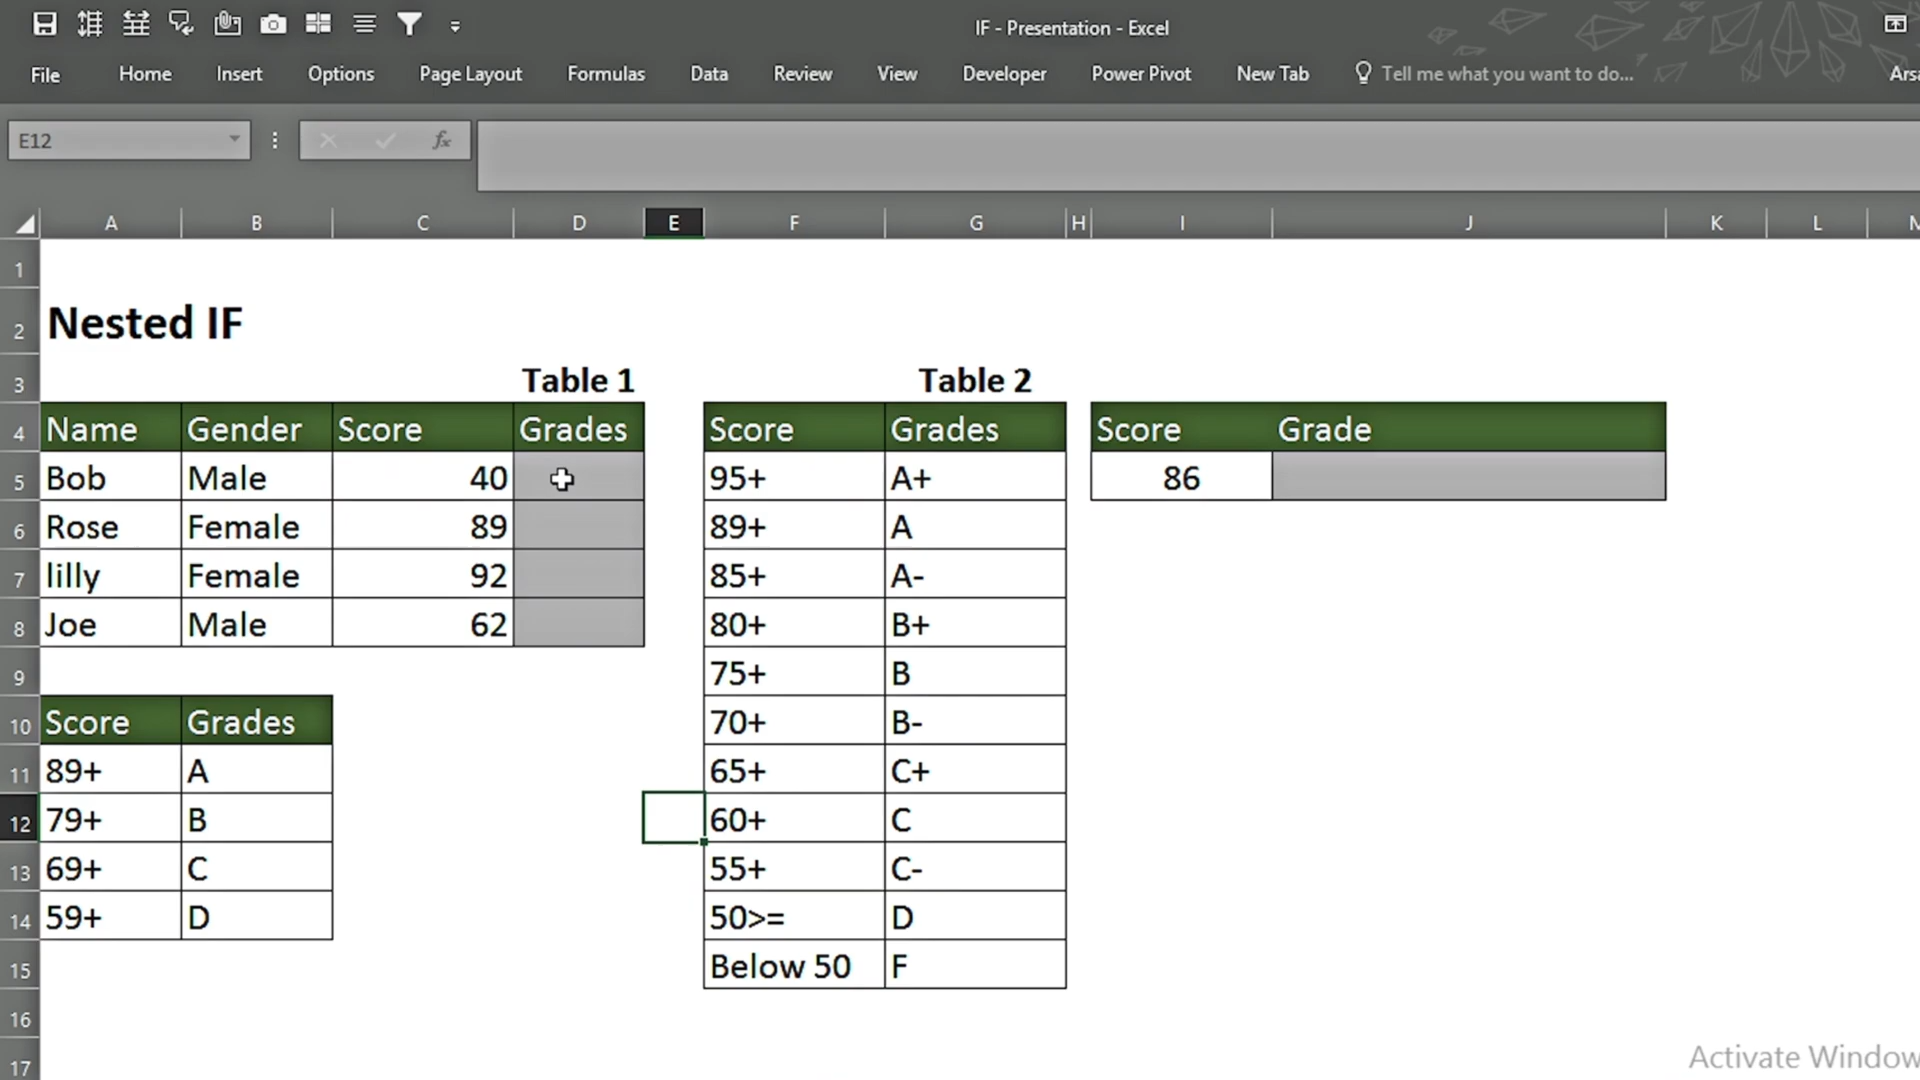 IF - Presentation - Excel
File Home Insert Options Page Layout Formulas Data Review View Developer Power Pivot New Tab Tell me what you want to do...
E12 fx
A B C D E F G H I J K L
1
2 Nested IF
3 Table 1 Table 2
4 Name Gender Score Grades Score Grades Score Grade
5 Bob Male 40 95+ A+ 86
6 Rose Female 89 89+ A
7 lilly Female 92 85+ A-
8 Joe Male 62 80+ B+
9 75+ B
10 Score Grades 70+ B-
11 89+ A 65+ C+
12 79+ B 60+ C
13 69+ C 55+ C-
14 59+ D 50>= D
15 Below 50 F
16
17
Activate